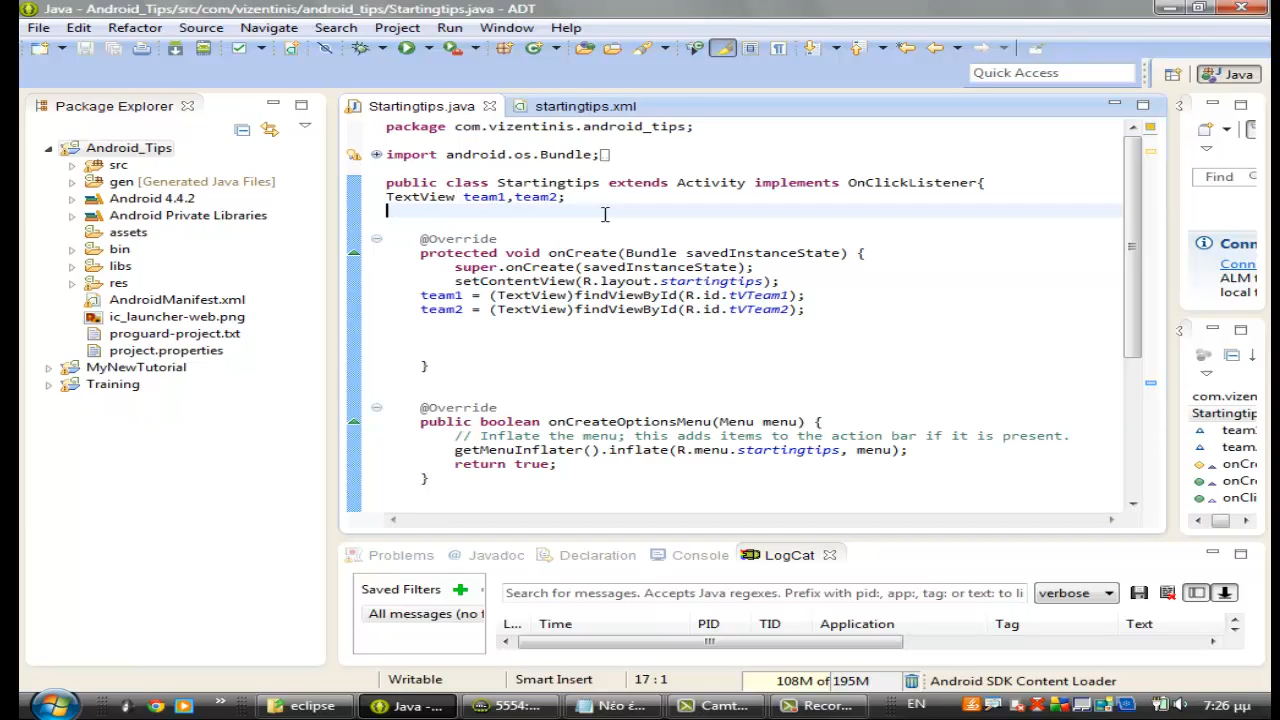 Java - Android_Tips/src/com/vizentinis/android_tips/Startingtips.java - ADT
File Edit Refactor Source Navigate Search Project Run Window Help
Quick Access
Java
Package Explorer
Android_Tips
src
gen [Generated Java Files]
Android 4.4.2
Android Private Libraries
assets
bin
libs
res
AndroidManifest.xml
ic_launcher-web.png
proguard-project.txt
project.properties
MyNewTutorial
Training
Startingtips.java
startingtips.xml
package com.vizentinis.android_tips;
import android.os.Bundle;
public class Startingtips extends Activity implements OnClickListener{
TextView team1,team2;
@Override
protected void onCreate(Bundle savedInstanceState) {
super.onCreate(savedInstanceState);
setContentView(R.layout.startingtips);
team1 = (TextView)findViewById(R.id.tVTeam1);
team2 = (TextView)findViewById(R.id.tVTeam2);
}
@Override
public boolean onCreateOptionsMenu(Menu menu) {
// Inflate the menu; this adds items to the action bar if it is present.
getMenuInflater().inflate(R.menu.startingtips, menu);
return true;
}
Find
Conn
Conn
ALM t
local t
com.vizen
Startingtip
team
team
onCr
onCr
onCli
Problems @ Javadoc Declaration Console LogCat
Saved Filters
All messages (no f
Search for messages. Accepts Java regexes. Prefix with pid:, app:, tag: or text: to li
verbose
L... Time PID TID Application Tag Text
Writable Smart Insert 17 : 1 108M of 195M Android SDK Content Loader
eclipse Java -... 5554:... Νέο έ... Camt... Recor... EN 7:26 μμ